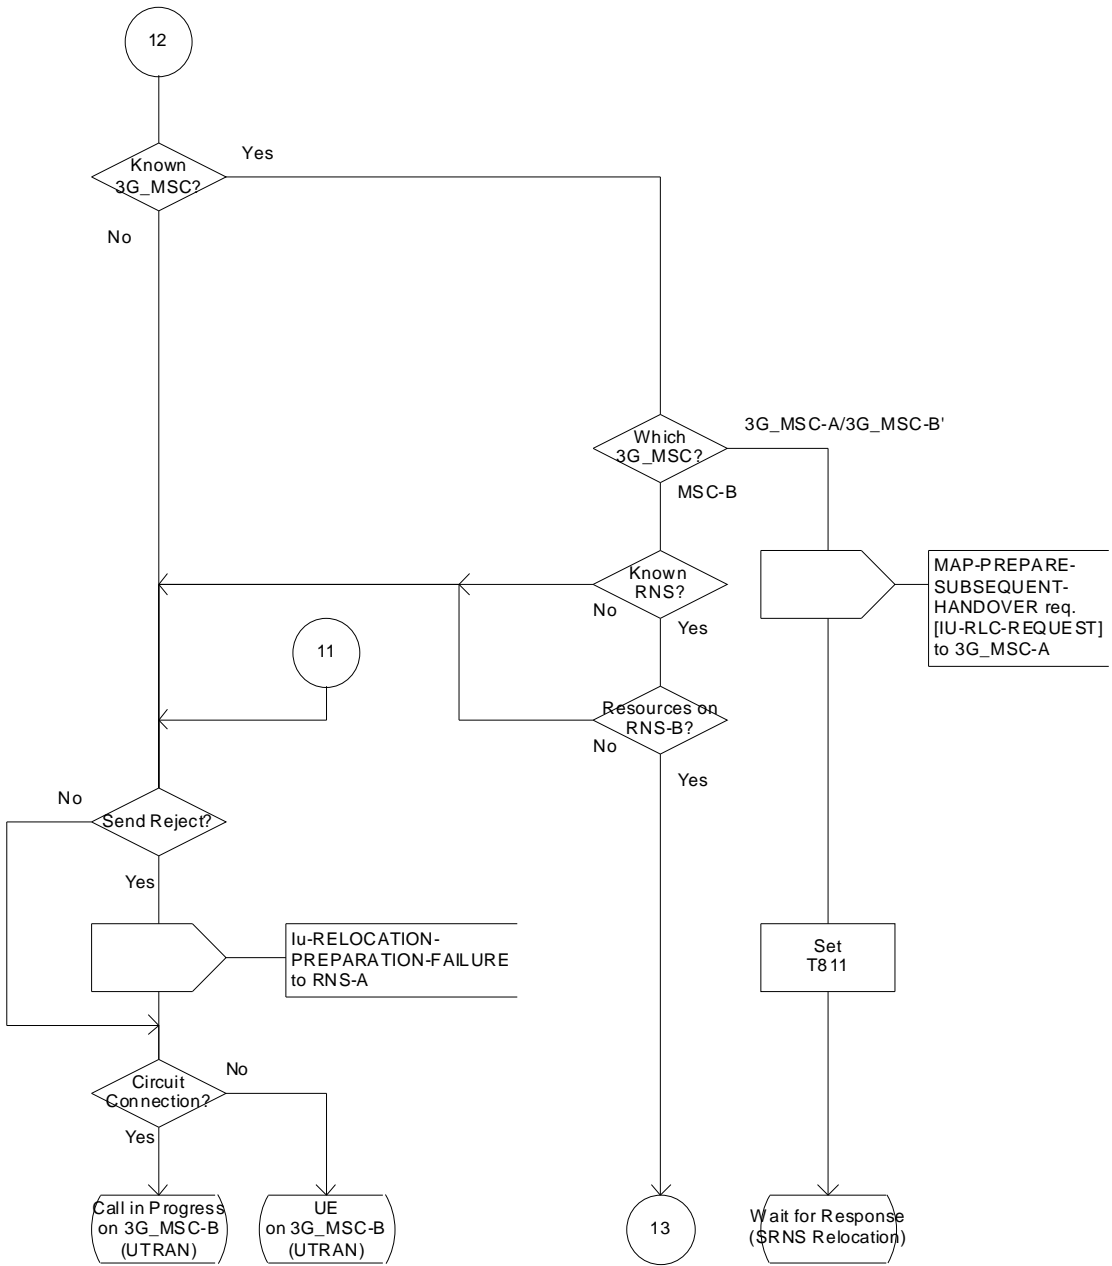 12
Known
3G_MSC?
Yes
No
Which
3G_MSC?
3G_MSC-A/3G_MSC-B'
MSC-B
Known
RNS?
No
Yes
MAP-PREPARE-
SUBSEQUENT-
HANDOVER req.
[IU-RLC-REQUEST]
to 3G_MSC-A
11
Resources on
RNS-B?
No
Yes
No
Send Reject?
Yes
Iu-RELOCATION-
PREPARATION-FAILURE
to RNS-A
Set
T811
Circuit
Connection?
No
Yes
Call in Progress
on 3G_MSC-B
(UTRAN)
UE
on 3G_MSC-B
(UTRAN)
13
Wait for Response
(SRNS Relocation)